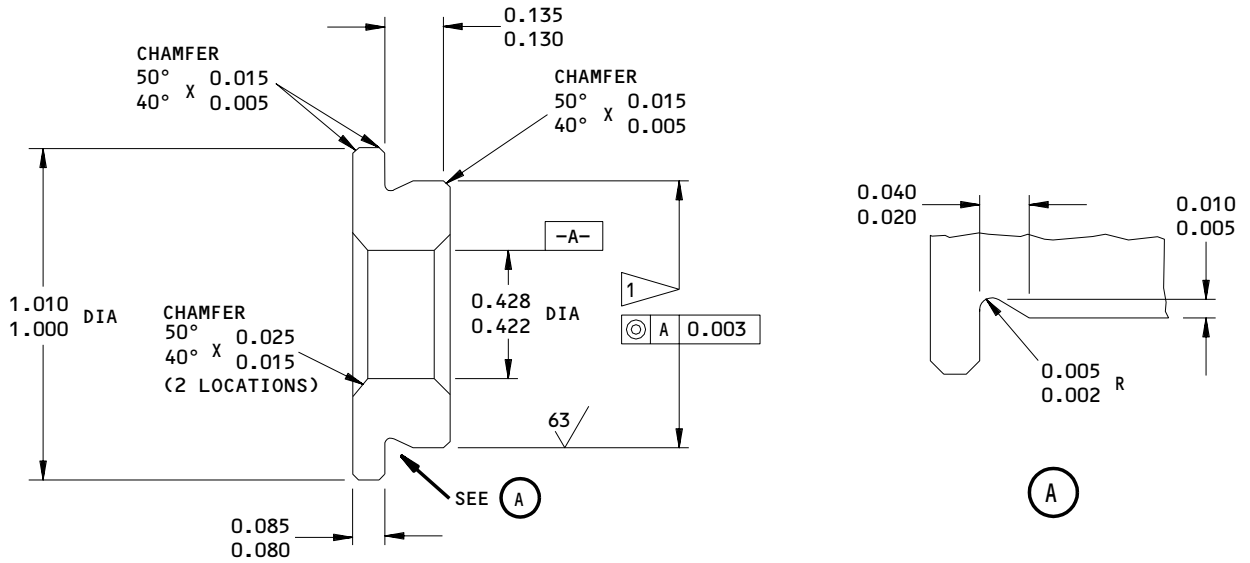 0.135
0.130
CHAMFER
50° X 0.015
40° 0.005
CHAMFER
50° X 0.015
40° 0.005
1.010 DIA
1.000
CHAMFER
50° X 0.025
40° 0.015
(2 LOCATIONS)
-A-
0.428 DIA
0.422
1
◎ A 0.003
63
SEE A
0.085
0.080
0.040
0.020
0.010
0.005
0.005 R
0.002
A